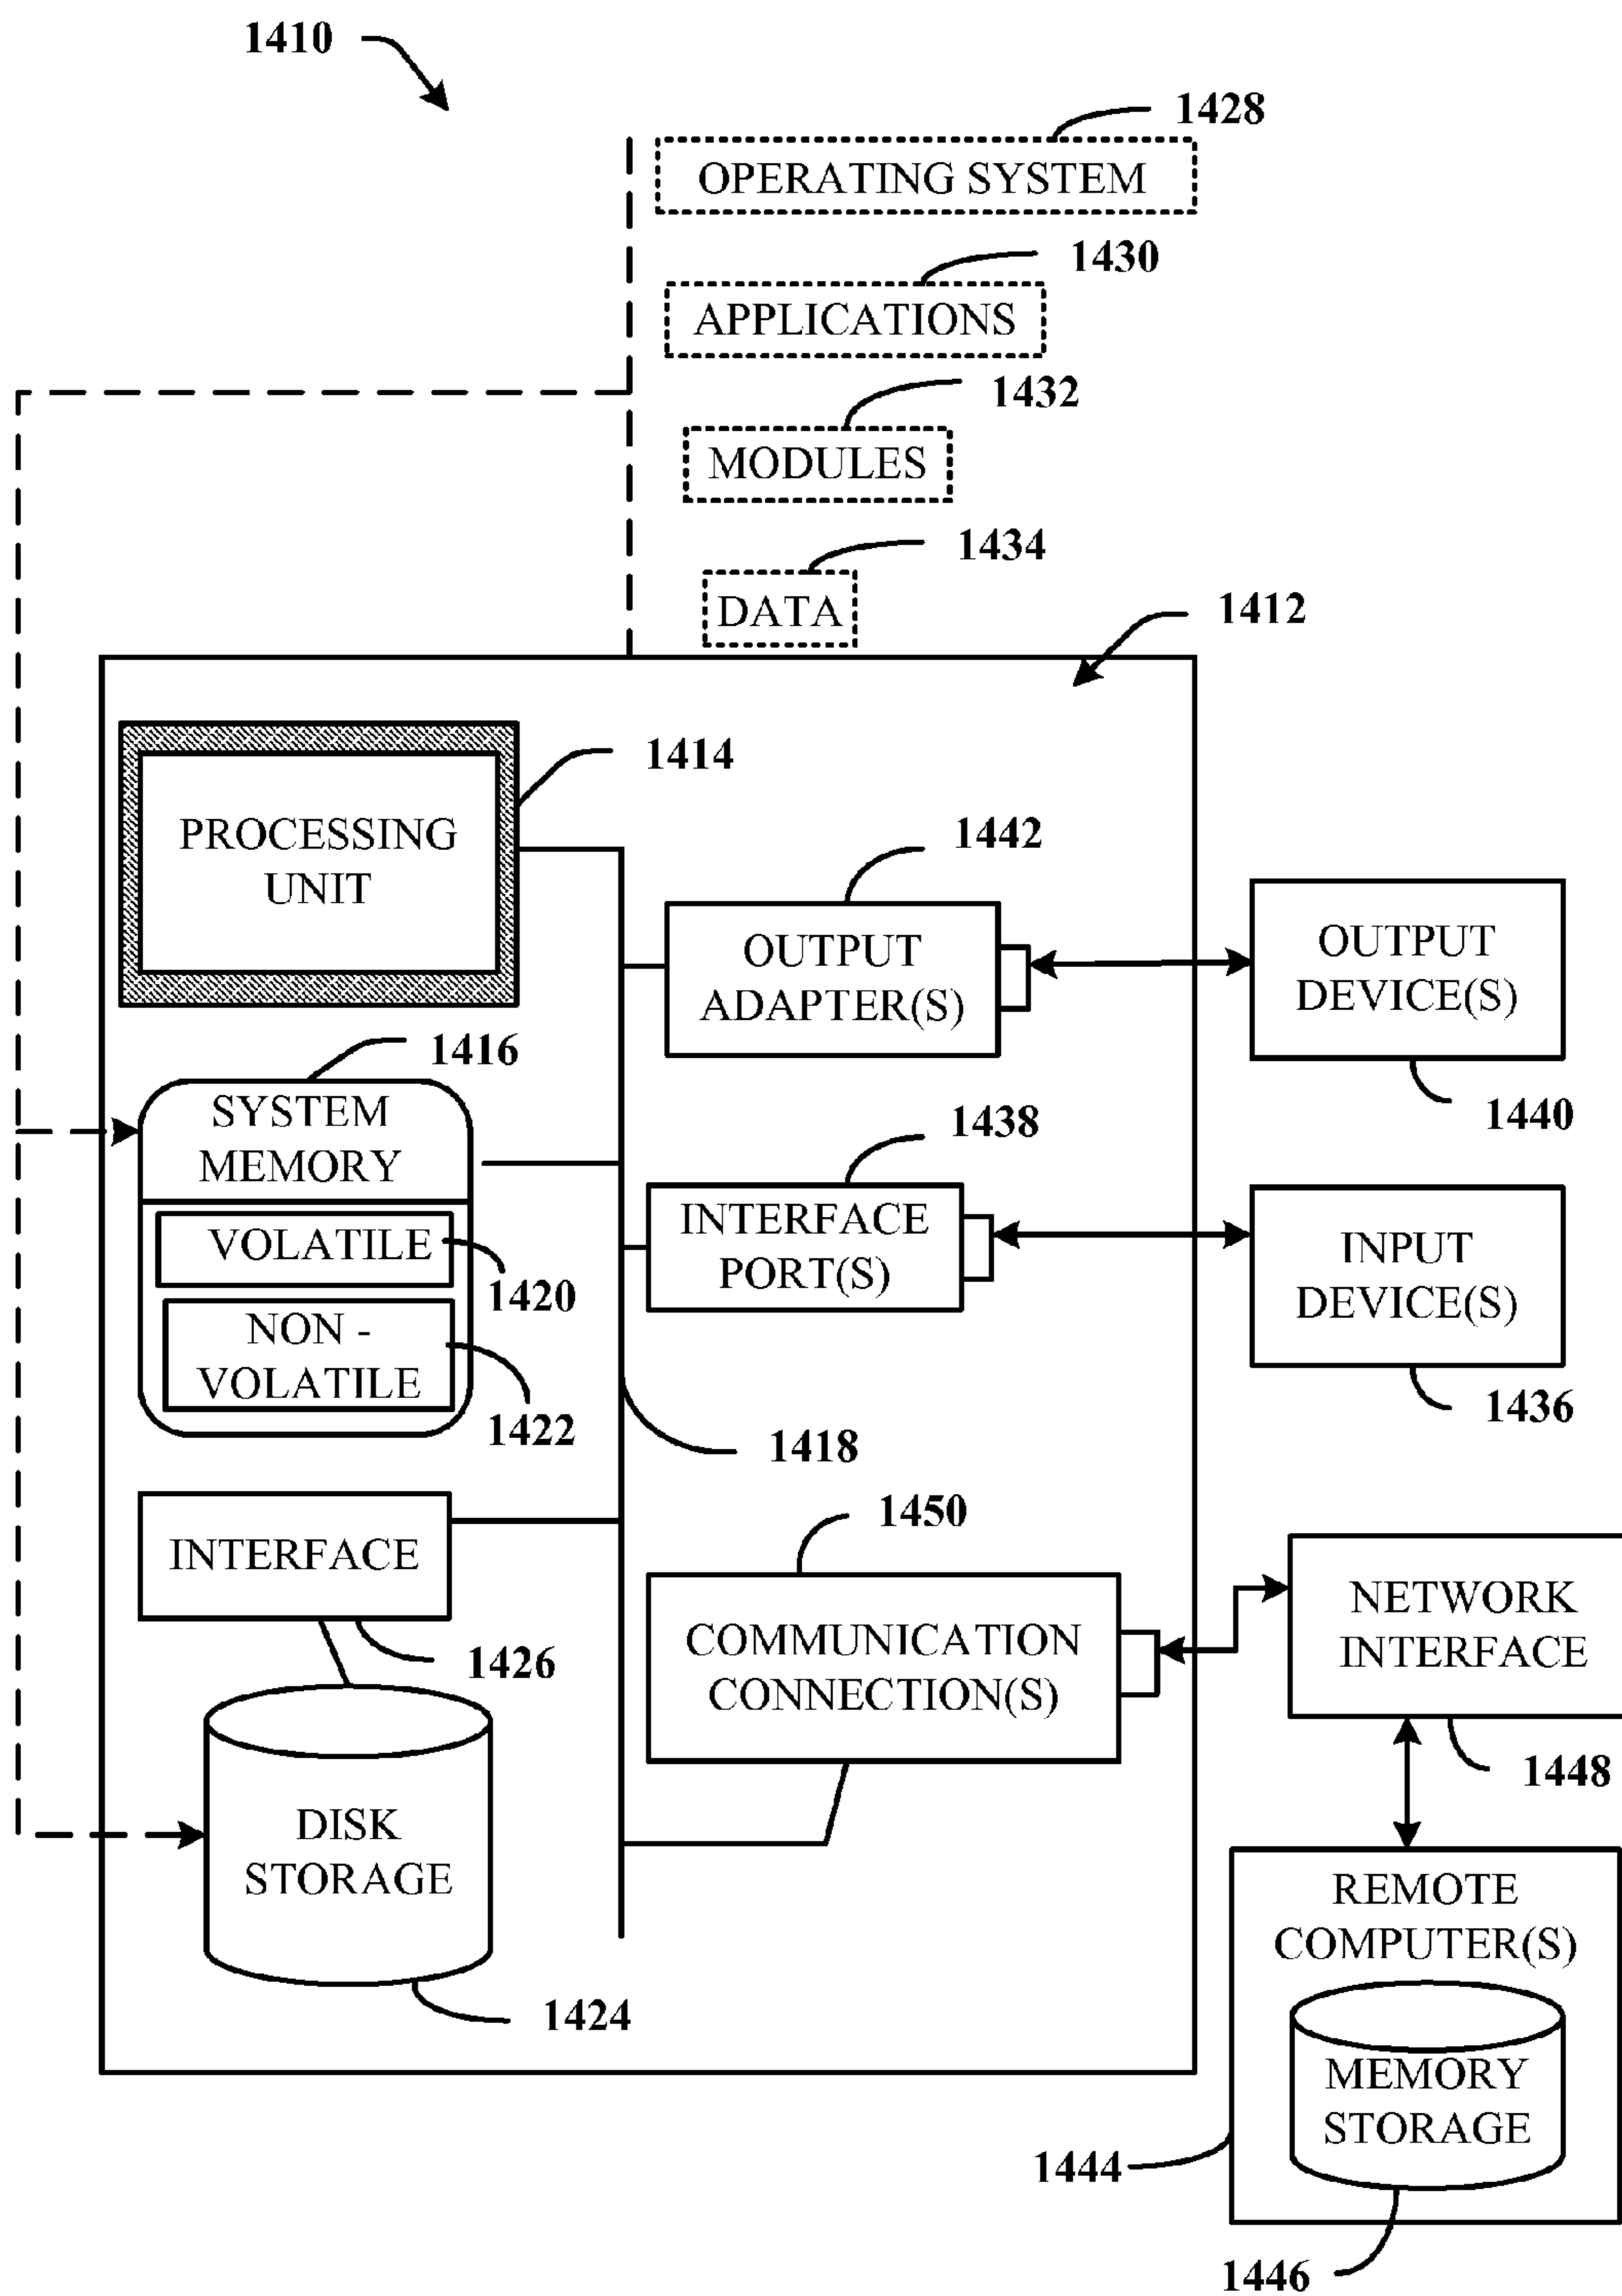 1410
1428
OPERATING SYSTEM
1430
APPLICATIONS
1432
MODULES
1434
DATA
1412
1414
PROCESSING
UNIT
1442
OUTPUT
ADAPTER(S)
OUTPUT
DEVICE(S)
1440
1416
SYSTEM
MEMORY
VOLATILE
1420
NON -
VOLATILE
1422
1438
INTERFACE
PORT(S)
INPUT
DEVICE(S)
1436
1418
INTERFACE
1426
1450
COMMUNICATION
CONNECTION(S)
NETWORK
INTERFACE
1448
DISK
STORAGE
1424
REMOTE
COMPUTER(S)
MEMORY
STORAGE
1444
1446